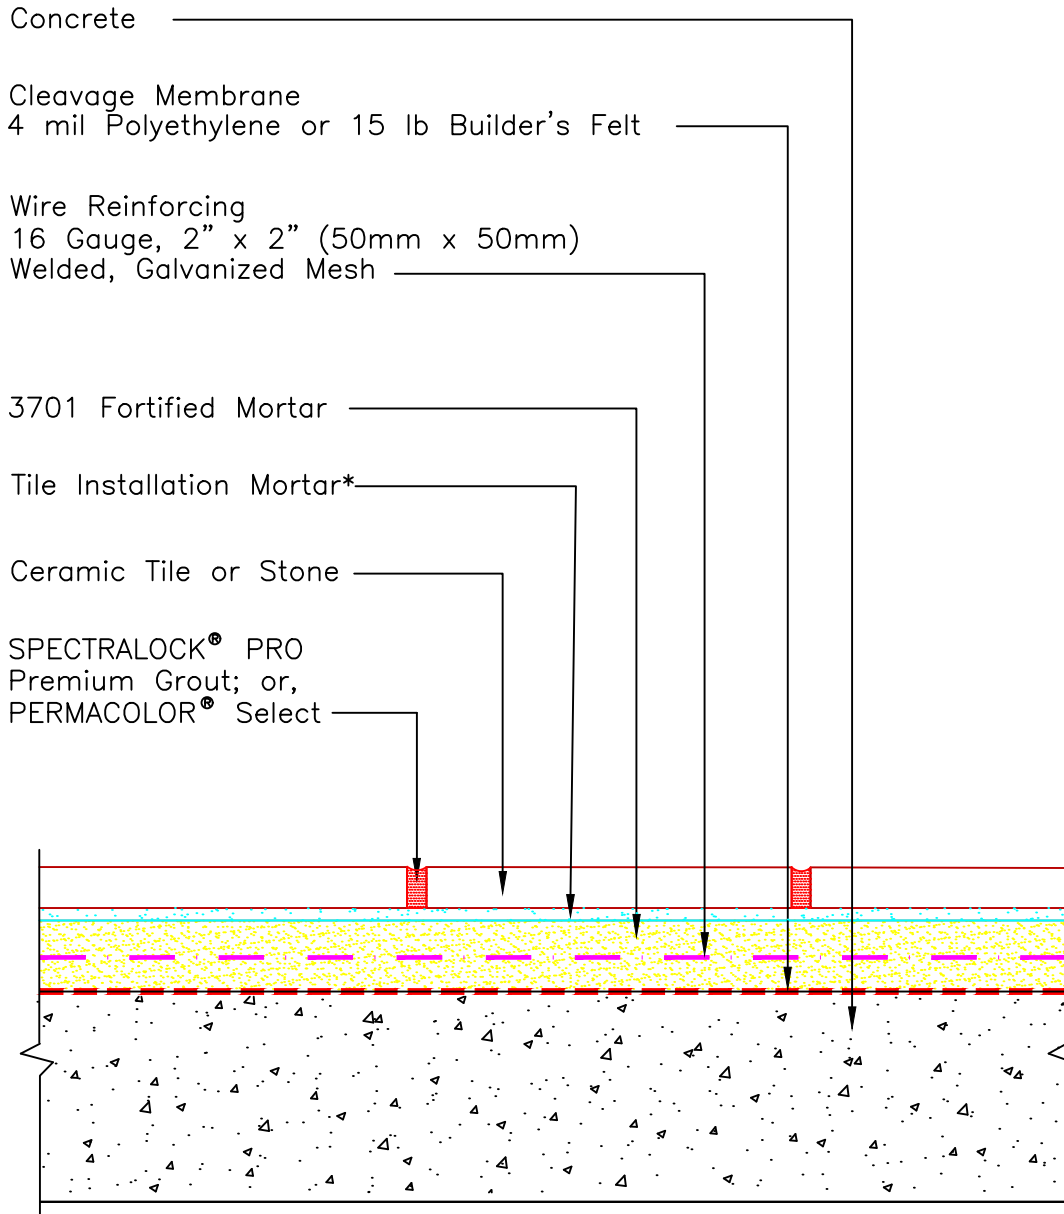 Concrete
Cleavage Membrane
4 mil Polyethylene or 15 lb Builder's Felt
Wire Reinforcing
16 Gauge, 2" x 2" (50mm x 50mm)
Welded, Galvanized Mesh
3701 Fortified Mortar
Tile Installation Mortar*
Ceramic Tile or Stone
SPECTRALOCK® PRO
Premium Grout; or,
PERMACOLOR® Select